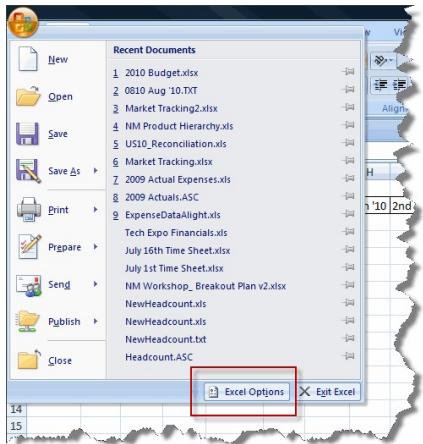 New
Open
Save
Save As
Print
Prepare
Send
Publish
Close
Recent Documents
1 2010 Budget.xlsx
2 0810 Aug '10.TXT
3 Market Tracking2.xlsx
4 NM Product Hierarchy.xls
5 US10_Reconciliation.xls
6 Market Tracking.xlsx
7 2009 Actual Expenses.xls
8 2009 Actuals.ASC
9 ExpenseDataAlight.xls
Tech Expo Financials.xls
July 16th Time Sheet.xlsx
July 1st Time Sheet.xlsx
NM Workshop_ Breakout Plan v2.xlsx
NewHeadcount.xls
NewHeadcount.xls
NewHeadcount.txt
Headcount.ASC
Excel Options
Exit Excel
H
'10 2nd
14
15